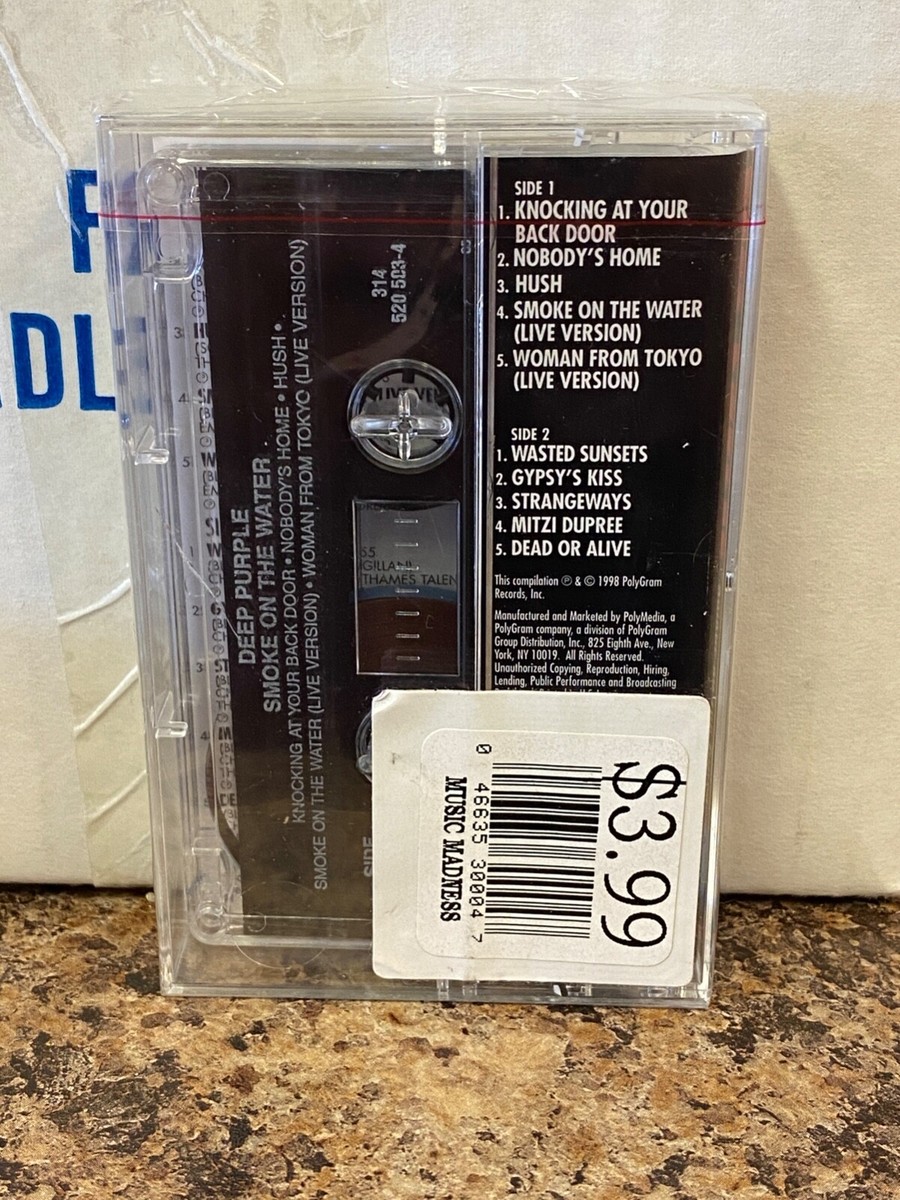 SIDE 1
1. KNOCKING AT YOUR
BACK DOOR
2. NOBODY'S HOME
3. HUSH
4. SMOKE ON THE WATER
(LIVE VERSION)
5. WOMAN FROM TOKYO
(LIVE VERSION)
SIDE 2
1. WASTED SUNSETS
2. GYPSY'S KISS
3. STRANGEWAYS
4. MITZI DUPREE
5. DEAD OR ALIVE
This compilation ℗ & © 1998 PolyGram
Records, Inc.
Manufactured and Marketed by PolyMedia, a
PolyGram company, a division of PolyGram
Group Distribution, Inc., 825 Eighth Ave., New
York, NY 10019. All Rights Reserved.
Unauthorized Copying, Reproduction, Hiring,
Lending, Public Performance and Broadcasting
DEEP PURPLE
SMOKE ON THE WATER
KNOCKING AT YOUR BACK DOOR • NOBODY'S HOME • HUSH •
SMOKE ON THE WATER (LIVE VERSION) • WOMAN FROM TOKYO (LIVE VERSION)
314
520 503-4
SIDE
THAMES TALEN
$3.99
0 46635 30004 7
MUSIC MADNESS
F
ADL